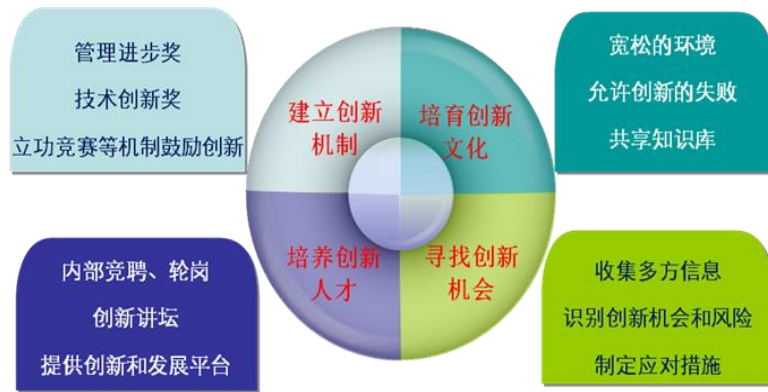 管理进步奖
技术创新奖
立功竞赛等机制鼓励创新
建立创新
机制
培育创新
文化
宽松的环境
允许创新的失败
共享知识库
内部竞聘、轮岗
创新讲坛
提供创新和发展平台
培养创新
人才
寻找创新
机会
收集多方信息
识别创新机会和风险
制定应对措施